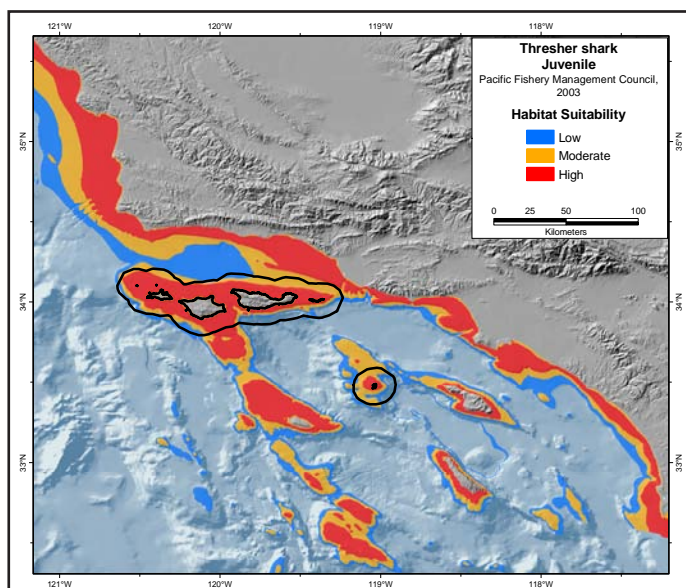 121°W 120°W 119°W 118°W
Thresher shark
Juvenile
Pacific Fishery Management Council,
2003
Habitat Suitability
Low
Moderate
High
0 25 50 100
Kilometers
35°N
35°N
34°N
34°N
33°N
33°N
121°W 120°W 119°W 118°W